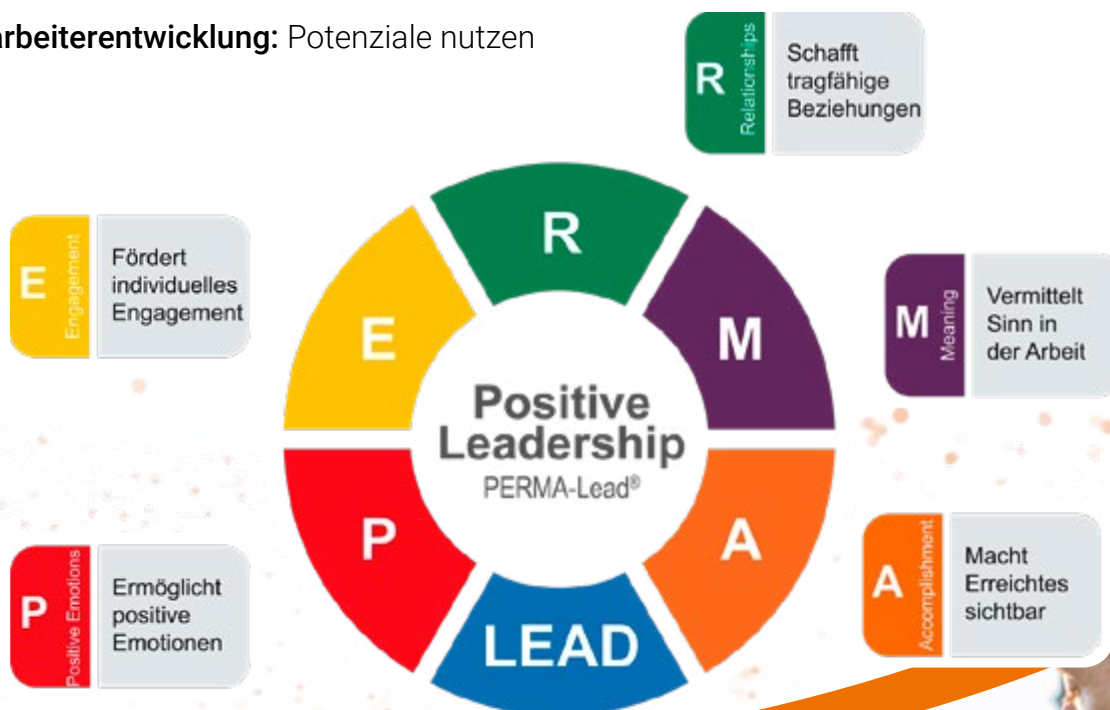 arbeiterentwicklung: Potenziale nutzen
R
Relationships
Schafft
tragfähige
Beziehungen
E
Engagement
Fördert
individuelles
Engagement
M
Meaning
Vermittelt
Sinn in
der Arbeit
P
Positive Emotions
Ermöglicht
positive
Emotionen
A
Accomplishment
Macht
Erreichtes
sichtbar
R
E
M
Positive
Leadership
PERMA-Lead®
P
A
LEAD